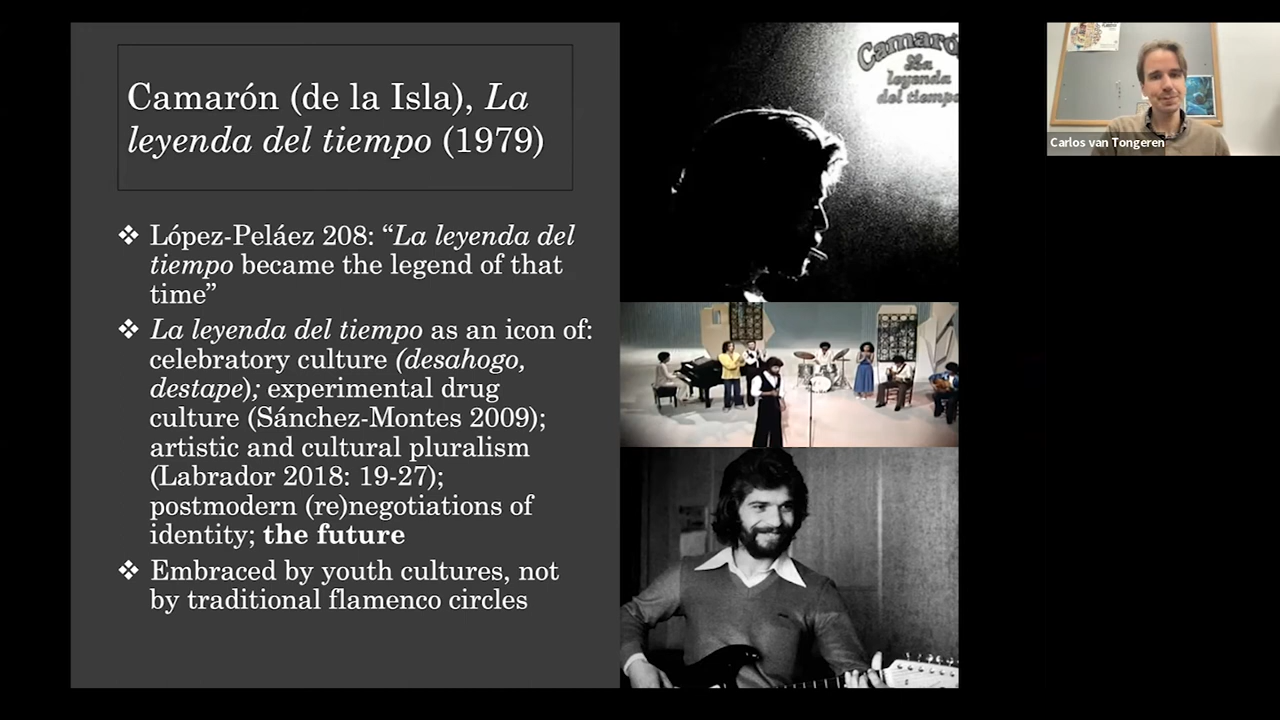 Camarón (de la Isla), La
leyenda del tiempo (1979)
❖ López-Peláez 208: “La leyenda del
tiempo became the legend of that
time”
❖ La leyenda del tiempo as an icon of:
celebratory culture (desahogo,
destape); experimental drug
culture (Sánchez-Montes 2009);
artistic and cultural pluralism
(Labrador 2018: 19-27);
postmodern (re)negotiations of
identity; the future
❖ Embraced by youth cultures, not
by traditional flamenco circles
Camaró
La
leyenda
del tiempo
Carlos van Tongeren